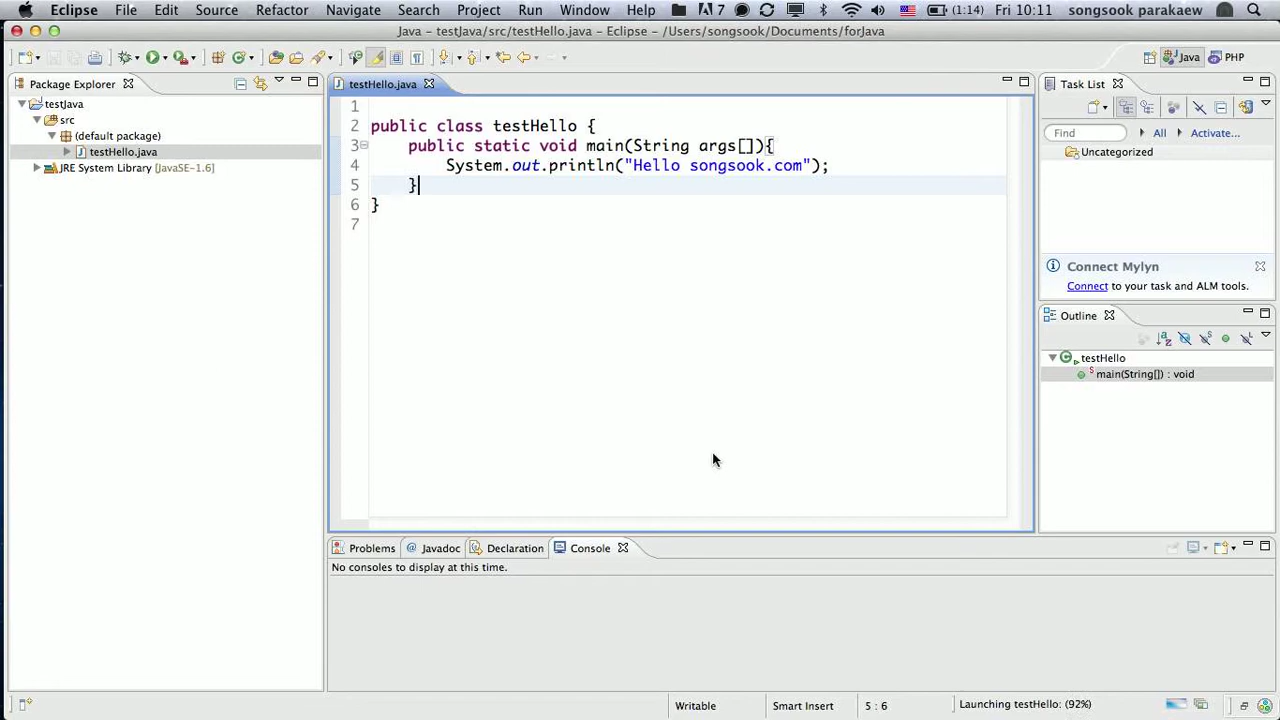 Eclipse File Edit Source Refactor Navigate Search Project Run Window Help 7 (1:14) Fri 10:11 songsook parakaew
Java - testJava/src/testHello.java - Eclipse - /Users/songsook/Documents/forJava
Java PHP
Package Explorer
testJava
src
(default package)
testHello.java
JRE System Library [JavaSE-1.6]
testHello.java
1
2 public class testHello {
3 public static void main(String args[]){
4 System.out.println("Hello songsook.com");
5 }
6 }
7
Task List
Find All Activate...
Uncategorized
Connect Mylyn
Connect to your task and ALM tools.
Outline
testHello
main(String[]) : void
Problems Javadoc Declaration Console
No consoles to display at this time.
Writable Smart Insert 5 : 6 Launching testHello: (92%)